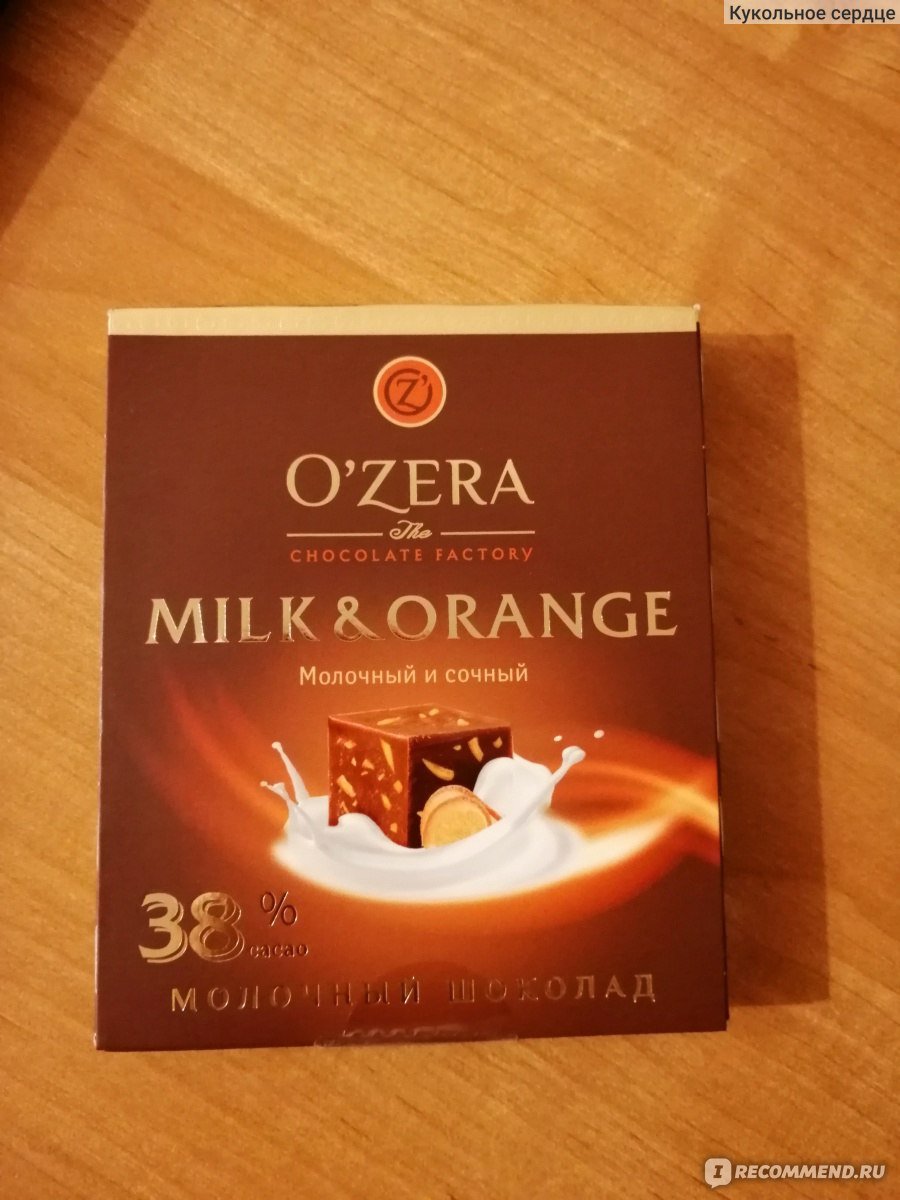 Кукольное сердце
O'ZERA
The
CHOCOLATE FACTORY
MILK & ORANGE
Молочный и сочный
38 %
cacao
МОЛОЧНЫЙ ШОКОЛАД
IRECOMMEND.RU